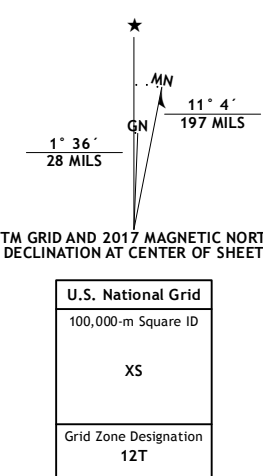 ★
MN
11° 4´
197 MILS
GN
1° 36´
28 MILS
TM GRID AND 2017 MAGNETIC NORT
DECLINATION AT CENTER OF SHEET
U.S. National Grid
100,000-m Square ID
XS
Grid Zone Designation
12T